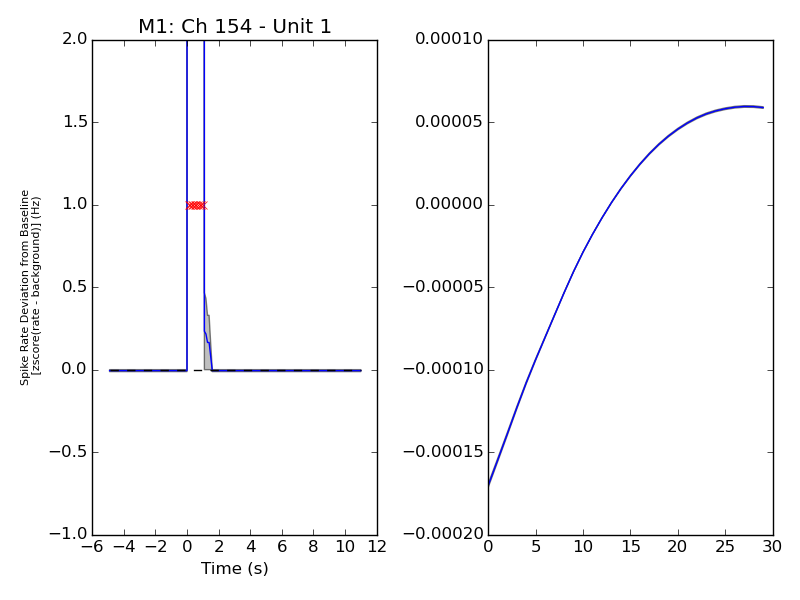 M1: Ch 154 - Unit 1
2.0
1.5
1.0
0.5
0.0
−0.5
−1.0
Spike Rate Deviation from Baseline
[zscore(rate - background)] (Hz)
−6 −4 −2 0 2 4 6 8 10 12
Time (s)
0.00010
0.00005
0.00000
−0.00005
−0.00010
−0.00015
−0.00020
0 5 10 15 20 25 30